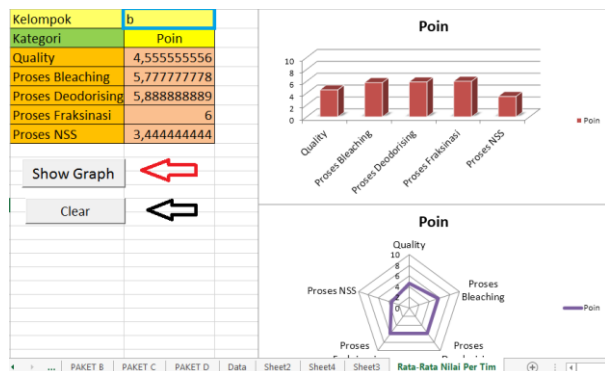 Kelompok b
Kategori Poin
Quality 4,555555556
Proses Bleaching 5,777777778
Proses Deodorising 5,888888889
Proses Fraksinasi 6
Proses NSS 3,444444444
Show Graph
Clear
Poin
10
8
6
4
2
0
Quality
Proses Bleaching
Proses Deodorising
Proses Fraksinasi
Proses NSS
Poin
Poin
Quality
10
8
6
4
2
0
Proses
Bleaching
Proses
Proses
Proses NSS
Poin
... PAKET B PAKET C PAKET D Data Sheet2 Sheet4 Sheet3 Rata-Rata Nilai Per Tim